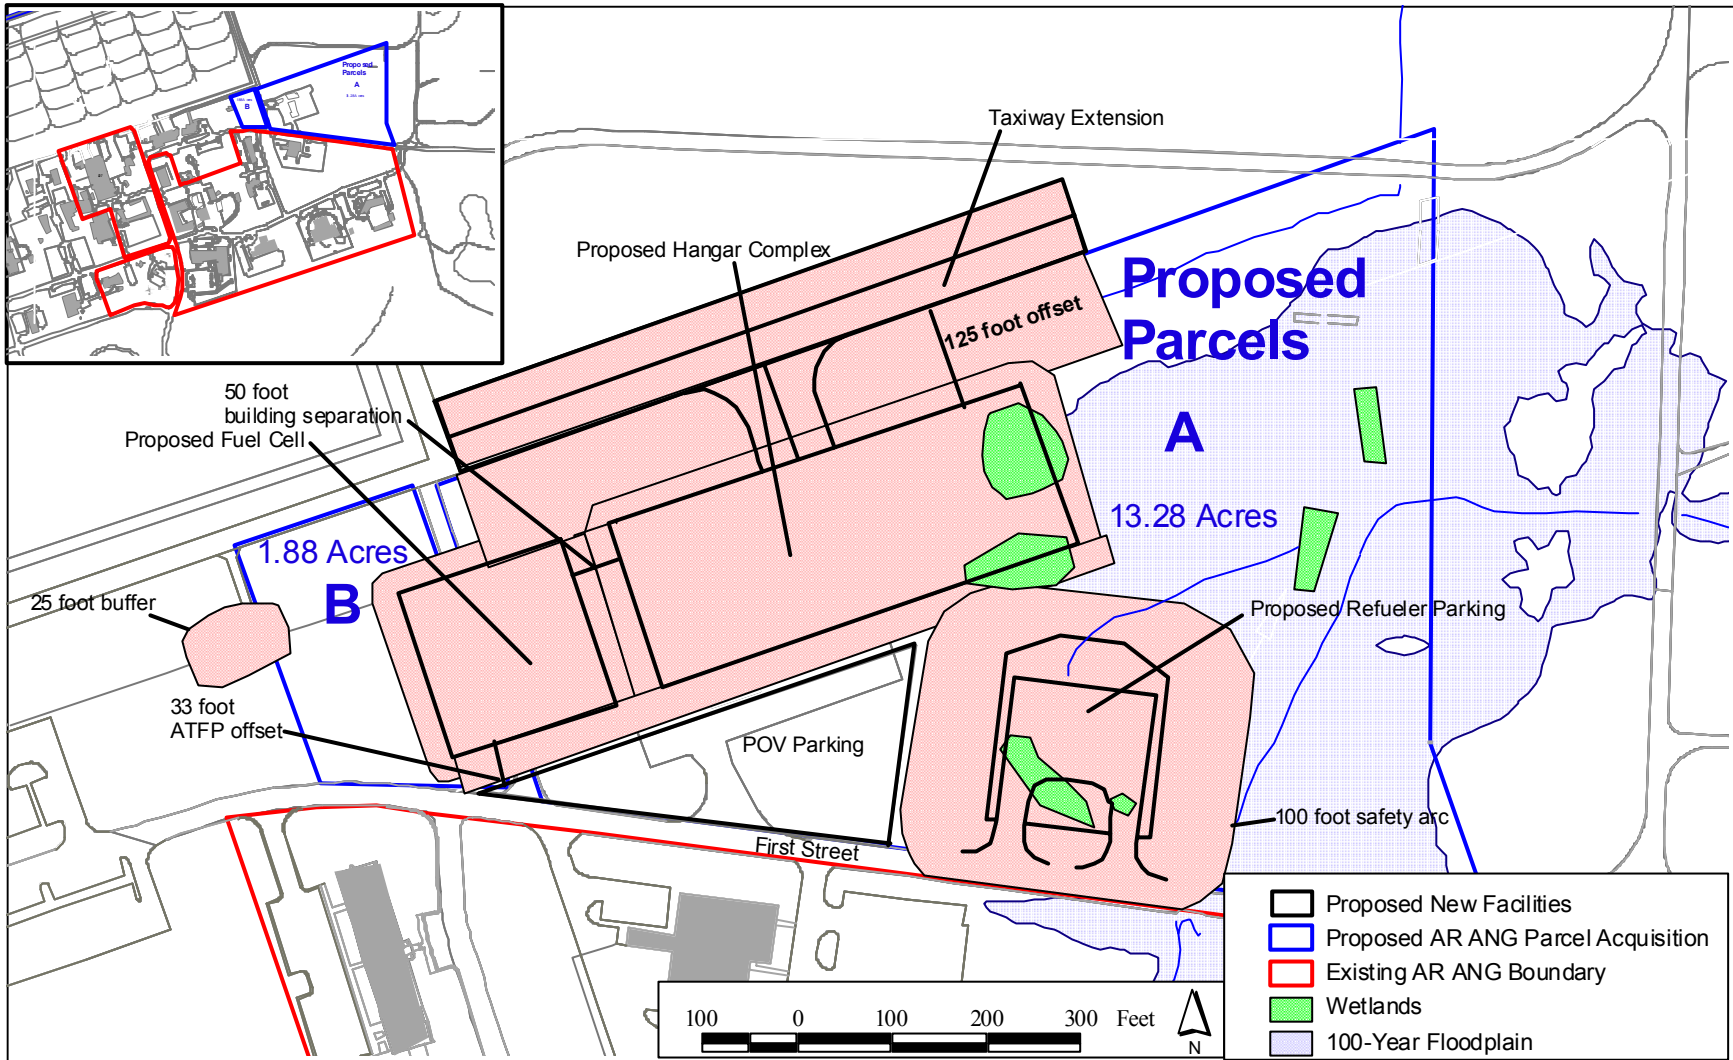 Proposed
Parcels
A
B
Taxiway Extension
Proposed Hangar Complex
Proposed
Parcels
125 foot offset
50 foot
building separation
Proposed Fuel Cell
A
13.28 Acres
1.88 Acres
B
25 foot buffer
Proposed Refueler Parking
33 foot
ATFP offset
POV Parking
100 foot safety arc
First Street
Proposed New Facilities
Proposed AR ANG Parcel Acquisition
Existing AR ANG Boundary
Wetlands
100-Year Floodplain
100 0 100 200 300 Feet
N